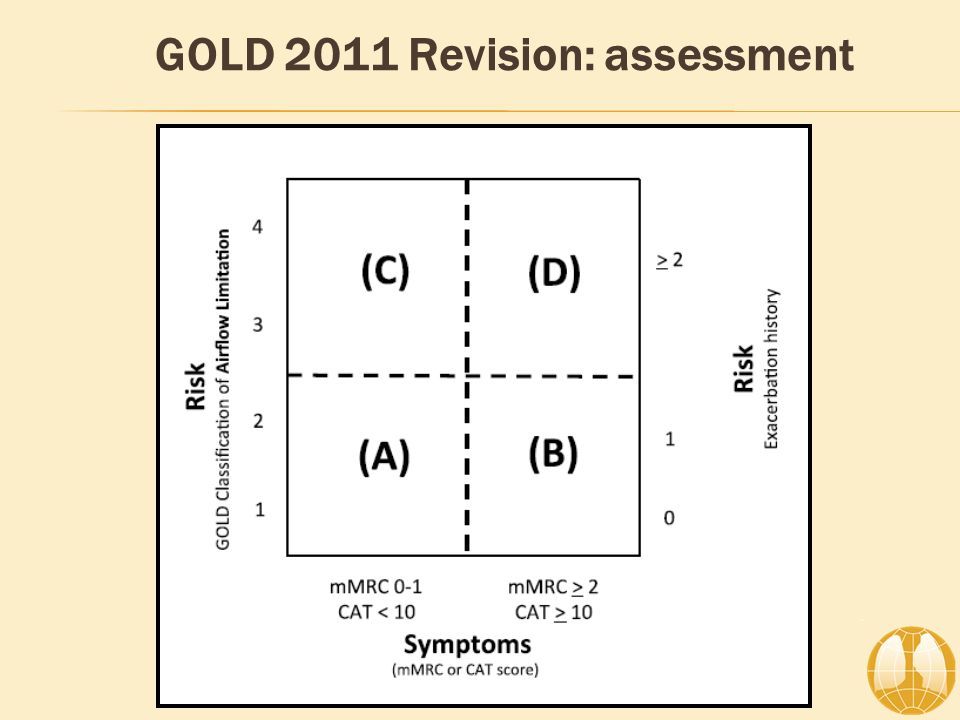 GOLD 2011 Revision: assessment
Risk
GOLD Classification of Airflow Limitation
4
3
2
1
(C)
(D)
(A)
(B)
≥ 2
1
0
Risk
Exacerbation history
mMRC 0-1
CAT < 10
mMRC ≥ 2
CAT ≥ 10
Symptoms
(mMRC or CAT score)